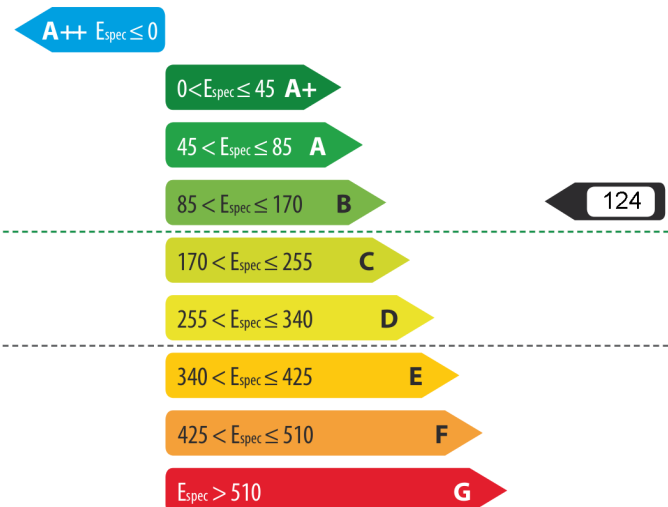 A++ Espec ≤ 0
0<Espec ≤ 45 A+
45 < Espec ≤ 85 A
85 < Espec ≤ 170 B
124
170 < Espec ≤ 255 C
255 < Espec ≤ 340 D
340 < Espec ≤ 425 E
425 < Espec ≤ 510 F
Espec > 510 G